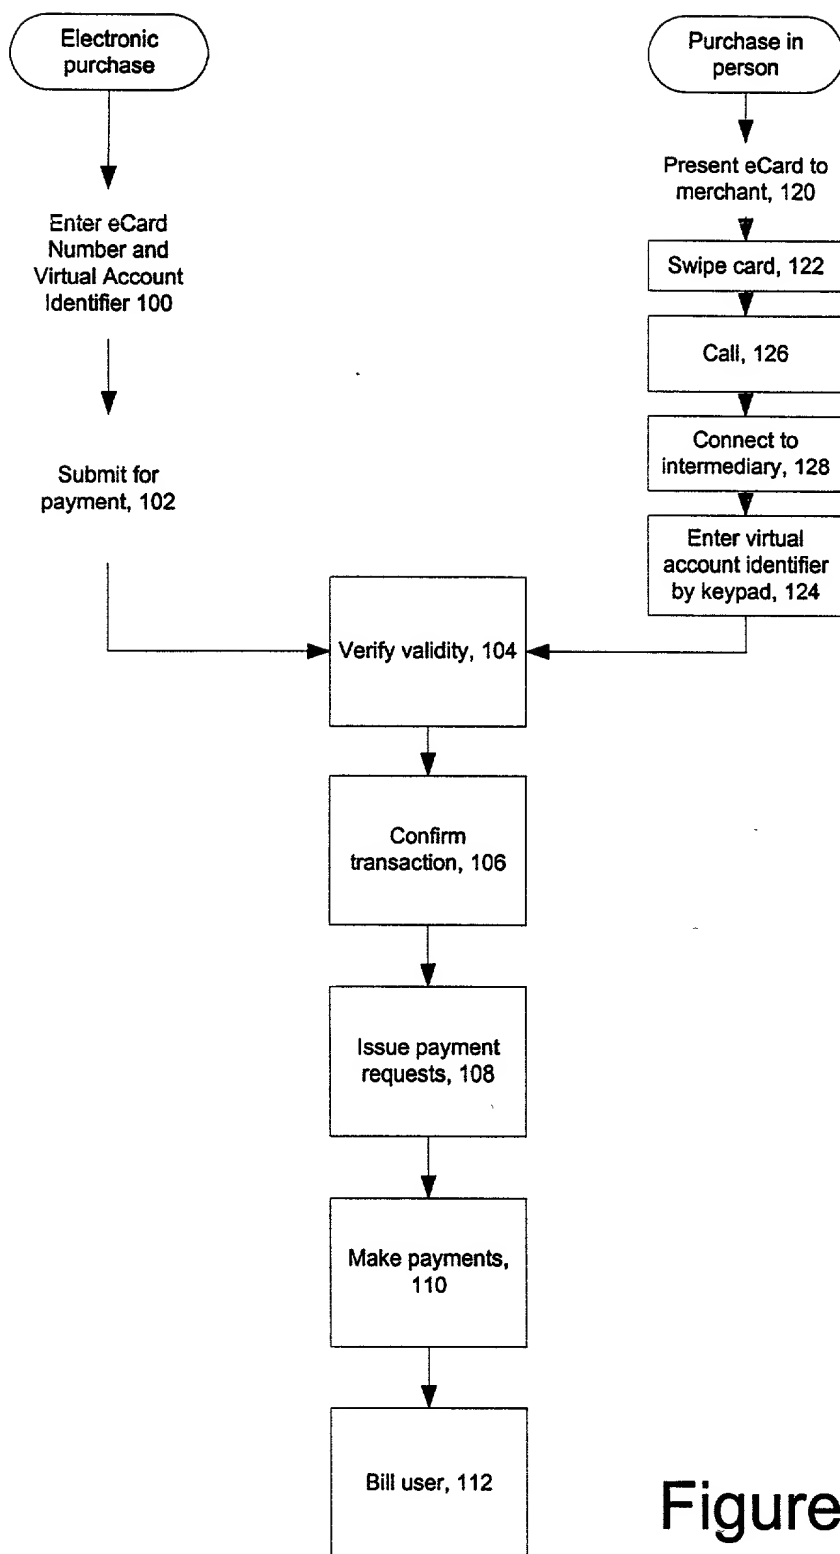 Electronic
purchase
Enter eCard
Number and
Virtual Account
Identifier 100
Submit for
payment, 102
Purchase in
person
Present eCard to
merchant, 120
Swipe card, 122
Call, 126
Connect to
intermediary, 128
Enter virtual
account identifier
by keypad, 124
Verify validity, 104
Confirm
transaction, 106
Issue payment
requests, 108
Make payments,
110
Bill user, 112
Figure